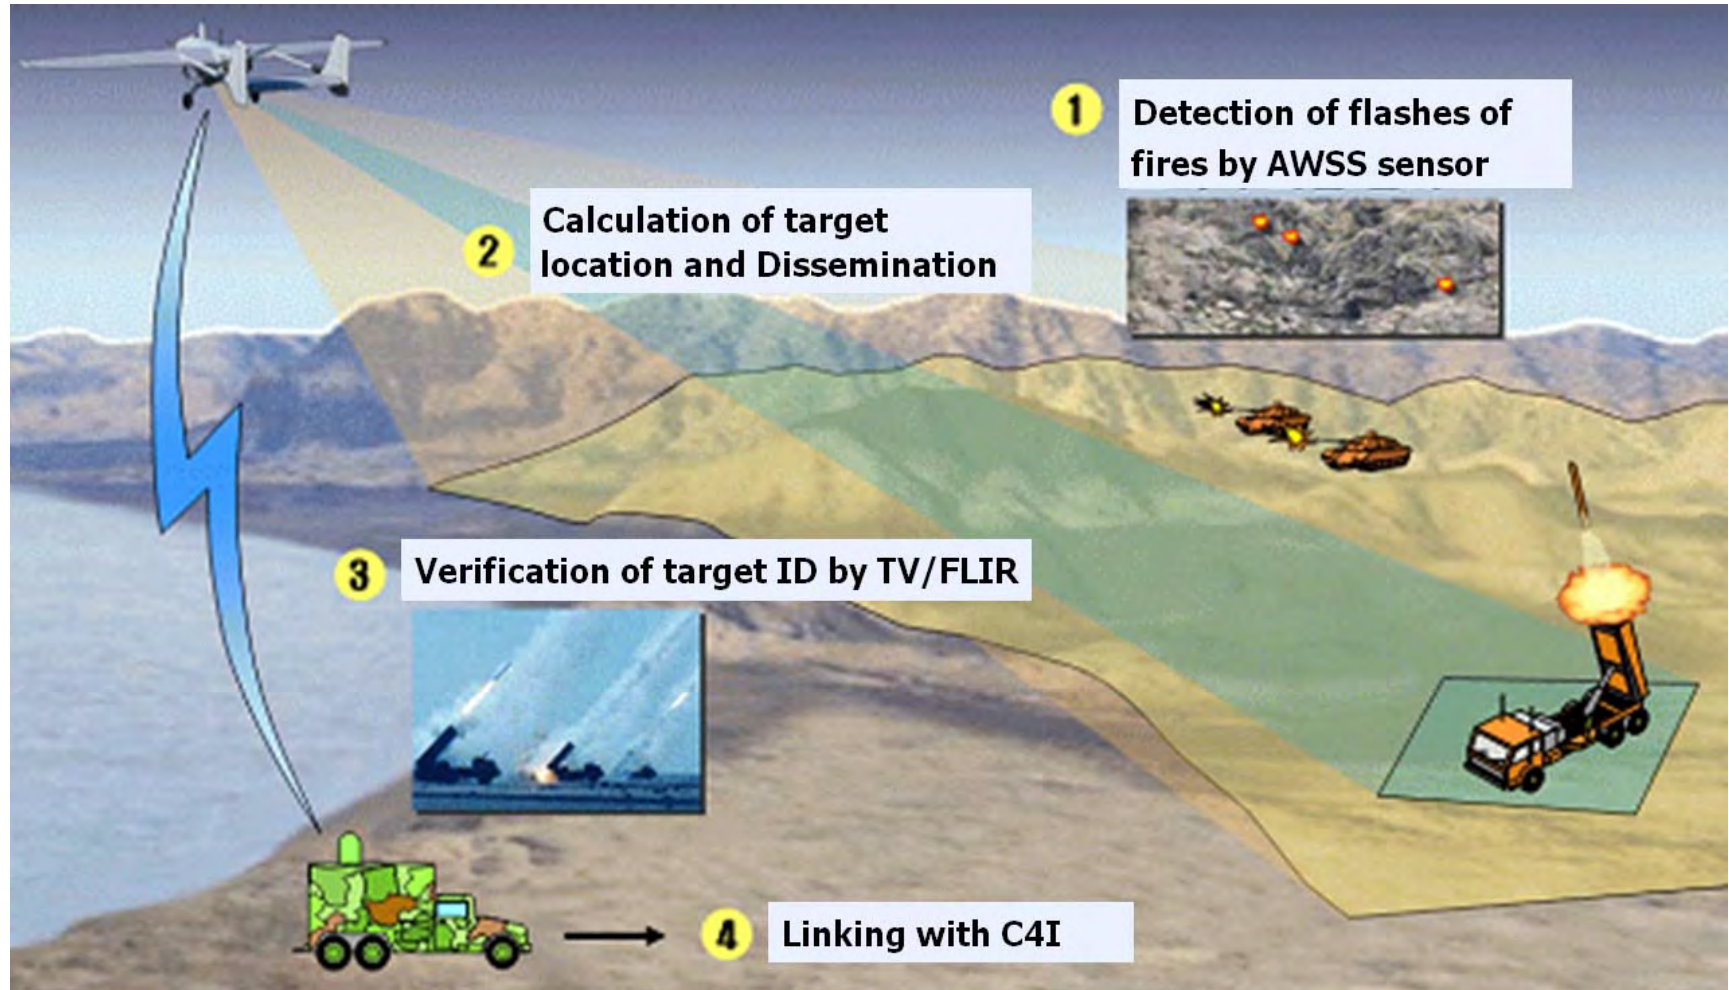 1
Detection of flashes of
fires by AWSS sensor
2
Calculation of target
location and Dissemination
3
Verification of target ID by TV/FLIR
4
Linking with C4I